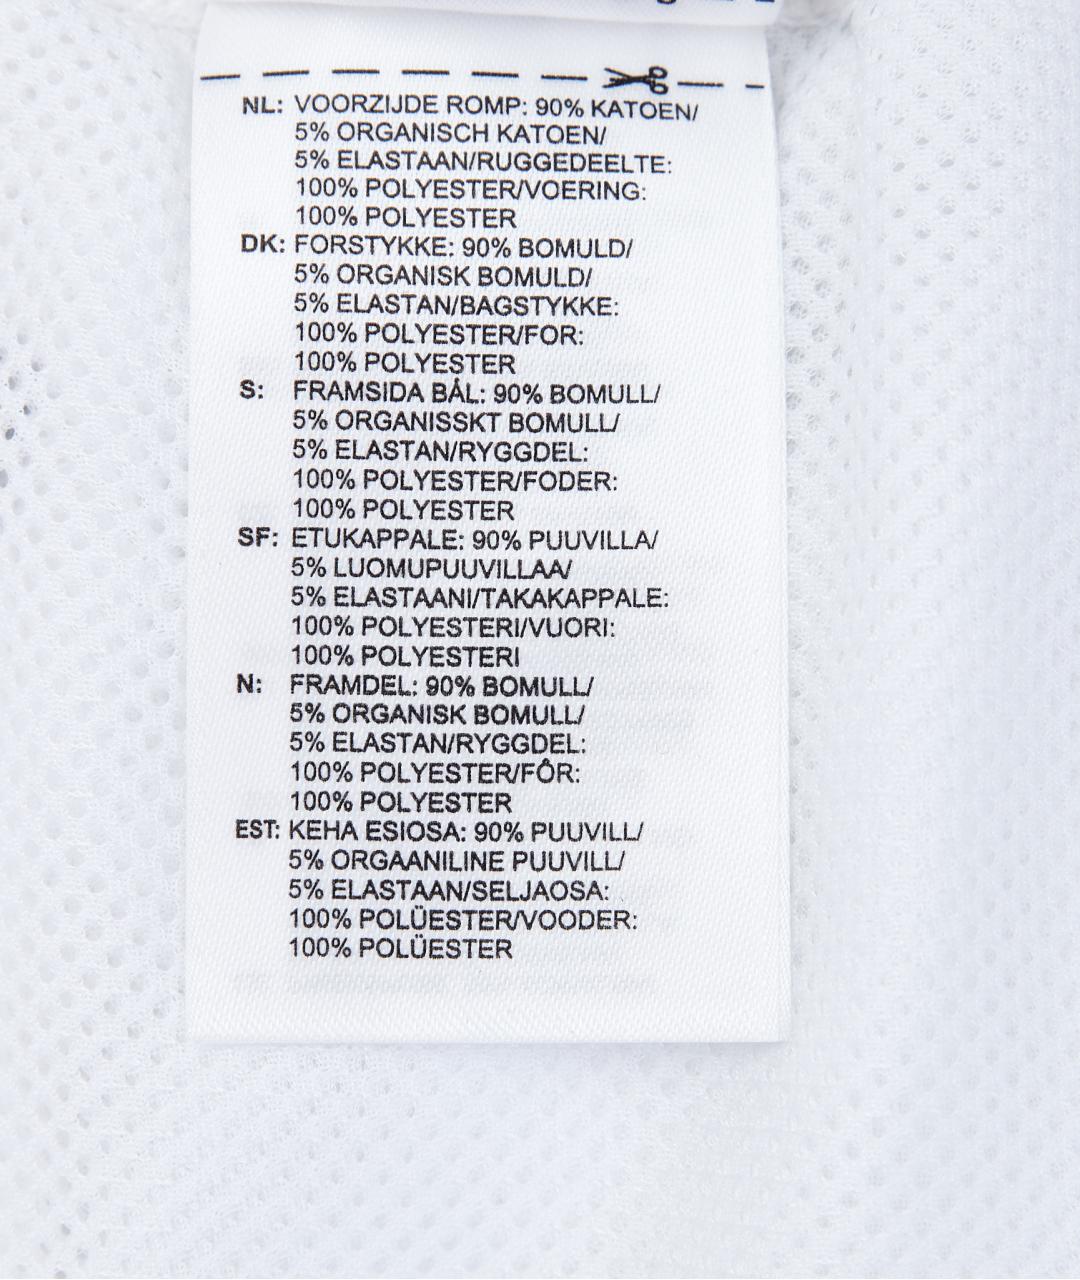 NL: VOORZIJDE ROMP: 90% KATOEN/
5% ORGANISCH KATOEN/
5% ELASTAAN/RUGGEDEELTE:
100% POLYESTER/VOERING:
100% POLYESTER
DK: FORSTYKKE: 90% BOMULD/
5% ORGANISK BOMULD/
5% ELASTAN/BAGSTYKKE:
100% POLYESTER/FOR:
100% POLYESTER
S: FRAMSIDA BÅL: 90% BOMULL/
5% ORGANISSKT BOMULL/
5% ELASTAN/RYGGDEL:
100% POLYESTER/FODER:
100% POLYESTER
SF: ETUKAPPALE: 90% PUUVILLA/
5% LUOMUPUUVILLAA/
5% ELASTAANI/TAKAKAPPALE:
100% POLYESTERI/VUORI:
100% POLYESTERI
N: FRAMDEL: 90% BOMULL/
5% ORGANISK BOMULL/
5% ELASTAN/RYGGDEL:
100% POLYESTER/FÔR:
100% POLYESTER
EST: KEHA ESIOSA: 90% PUUVILL/
5% ORGAANILINE PUUVILL/
5% ELASTAAN/SELJAOSA:
100% POLÜESTER/VOODER:
100% POLÜESTER